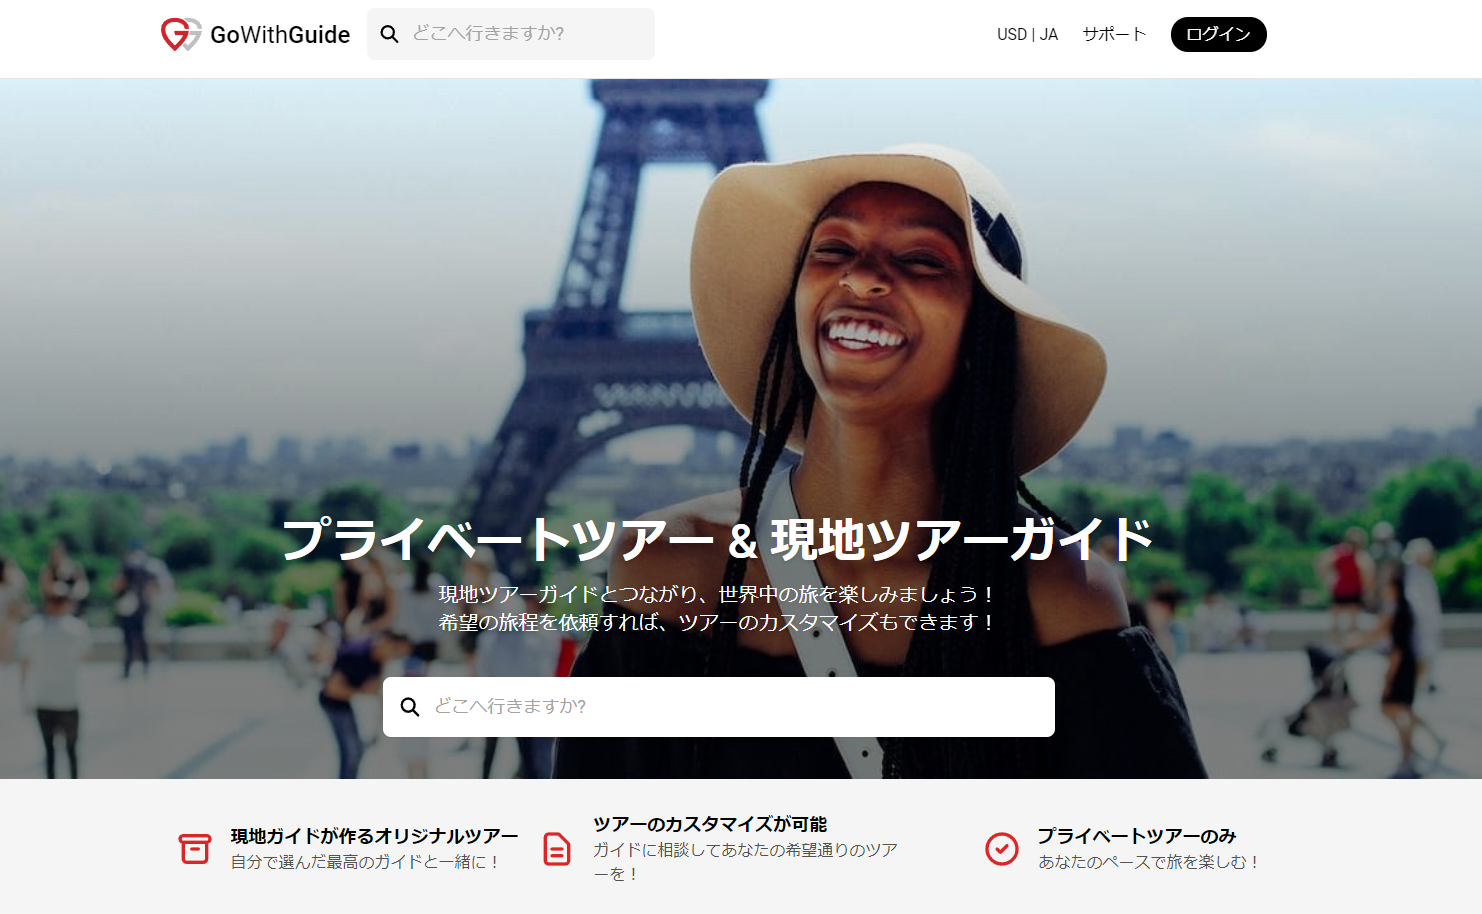 GoWithGuide
どこへ行きますか?
USD | JA
サポート
ログイン
プライベートツアー & 現地ツアーガイド
現地ツアーガイドとつながり、世界中の旅を楽しみましょう！
希望の旅程を依頼すれば、ツアーのカスタマイズもできます！
どこへ行きますか?
現地ガイドが作るオリジナルツアー
自分で選んだ最高のガイドと一緒に！
ツアーのカスタマイズが可能
ガイドに相談してあなたの希望通りのツア
ーを！
プライベートツアーのみ
あなたのペースで旅を楽しむ！